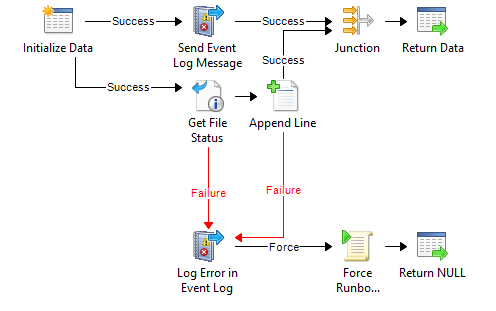 Success
Success
Initialize Data
Send Event
Log Message
Junction
Return Data
Success
Success
Get File
Status
Append Line
Failure
Failure
Force
Log Error in
Event Log
Force
Runbo...
Return NULL